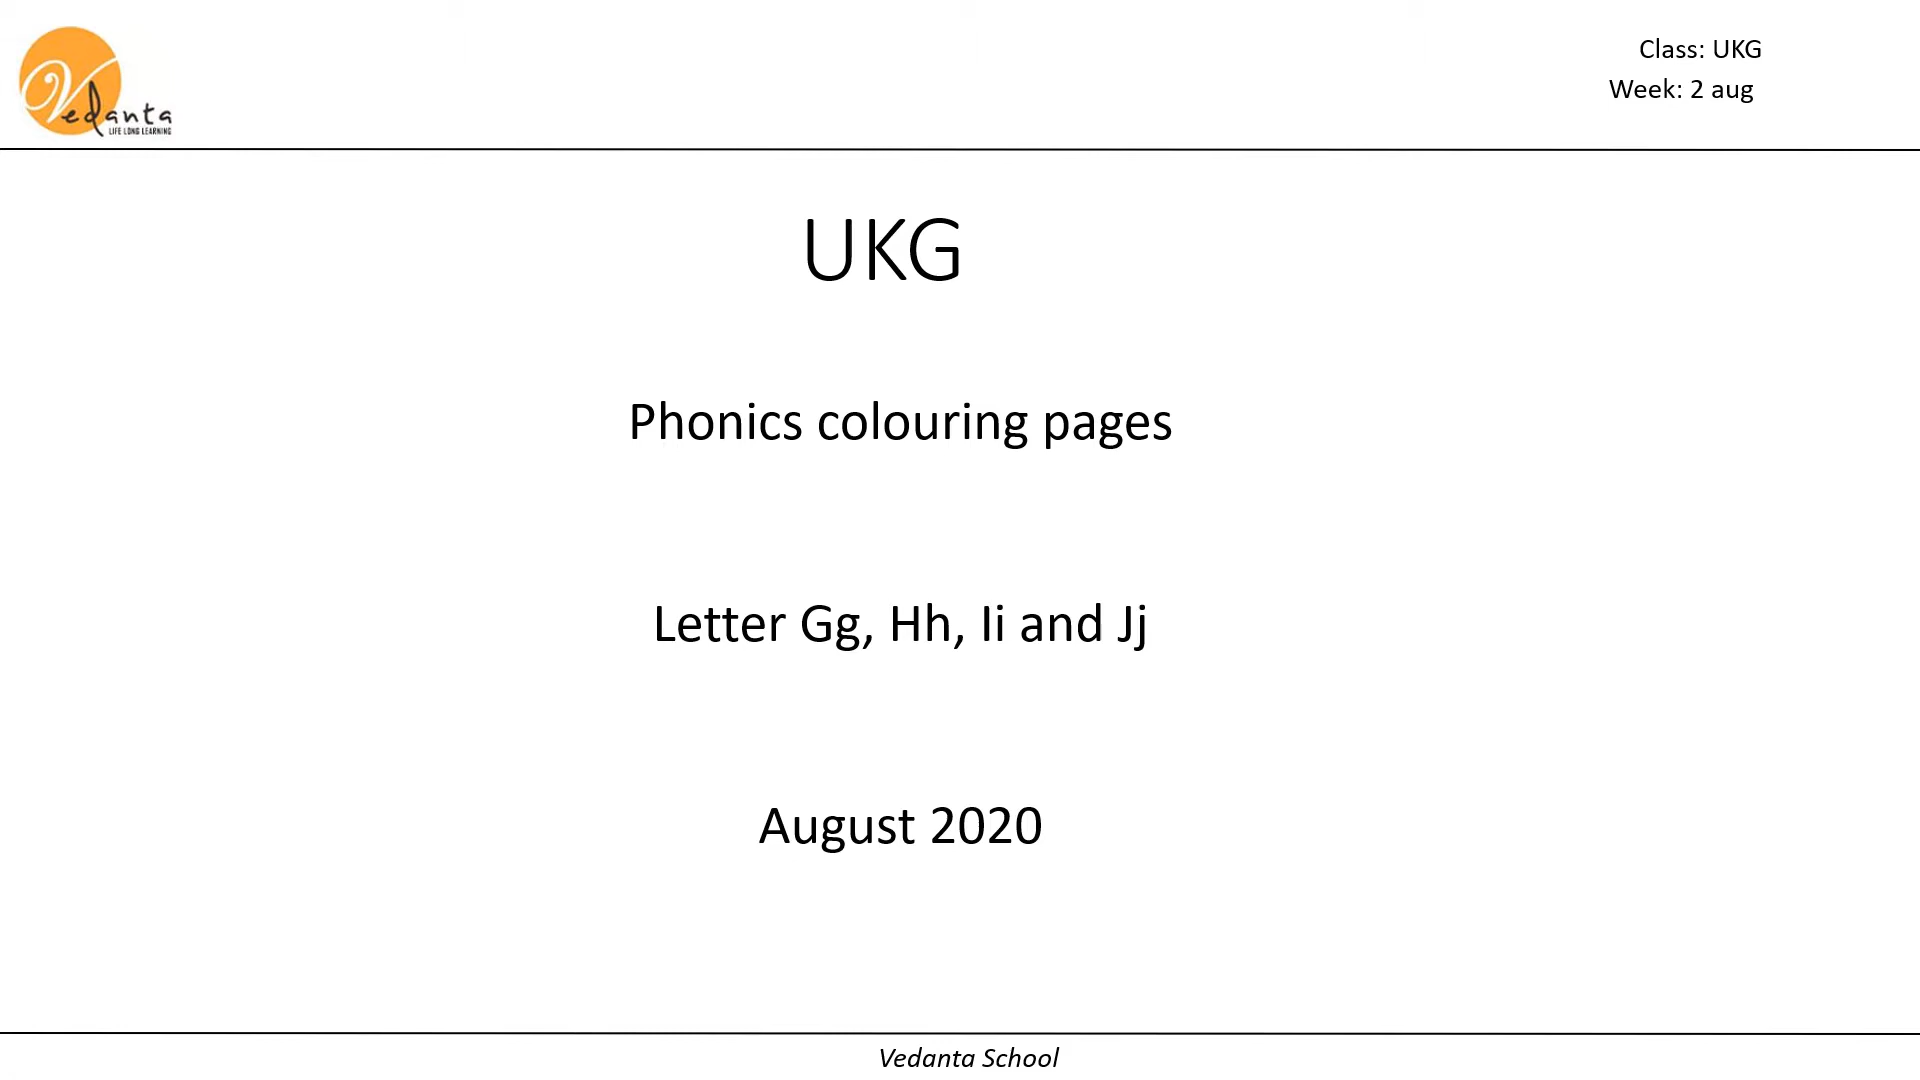 Vedanta
LIFE LONG LEARNING
Class: UKG
Week: 2 aug
UKG
Phonics colouring pages
Letter Gg, Hh, Ii and Jj
August 2020
Vedanta School